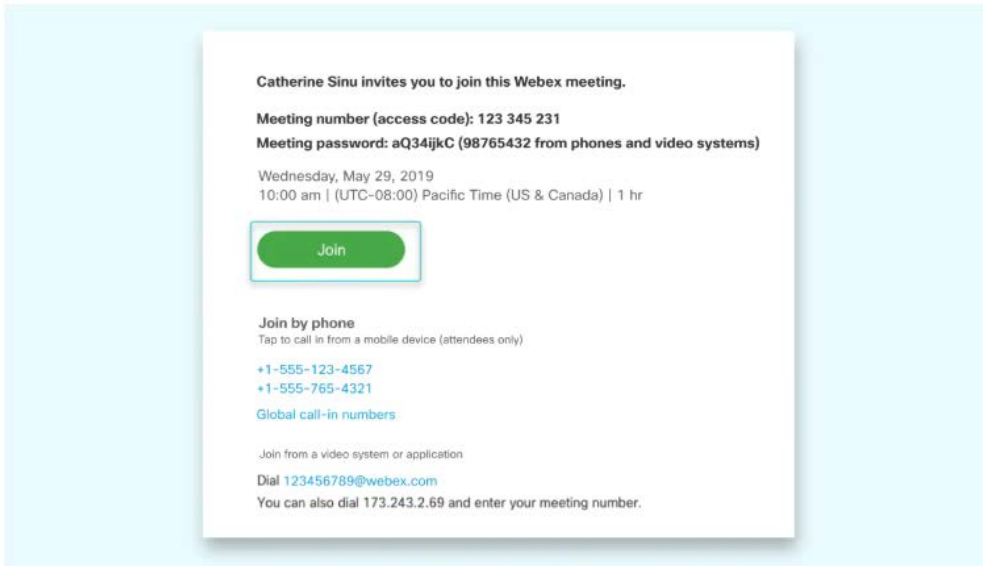 Catherine Sinu invites you to join this Webex meeting.
Meeting number (access code): 123 345 231
Meeting password: aQ34ijkC (98765432 from phones and video systems)
Wednesday, May 29, 2019
10:00 am | (UTC-08:00) Pacific Time (US & Canada) | 1 hr
Join
Join by phone
Tap to call in from a mobile device (attendees only)
+1-555-123-4567
+1-555-765-4321
Global call-in numbers
Join from a video system or application
Dial 123456789@webex.com
You can also dial 173.243.2.69 and enter your meeting number.